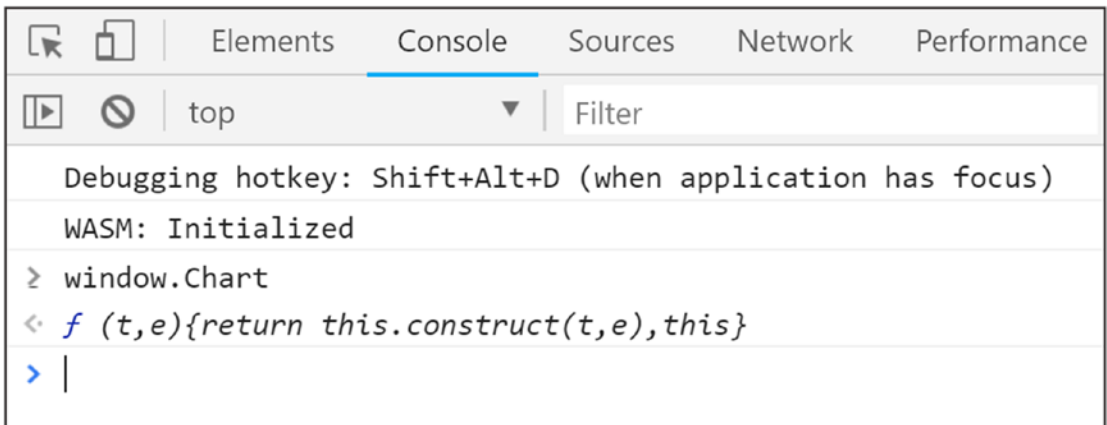 Elements Console Sources Network Performance
top Filter
Debugging hotkey: Shift+Alt+D (when application has focus)
WASM: Initialized
window.Chart
ƒ (t,e){return this.construct(t,e),this}